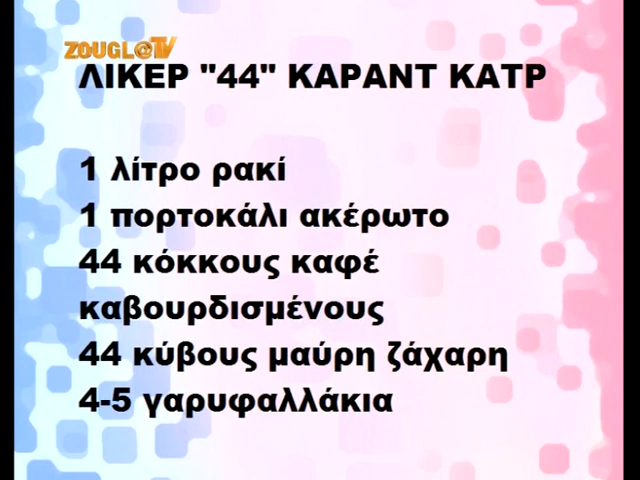 ZOUGL@TV
ΛΙΚΕΡ "44" ΚΑΡΑΝΤ ΚΑΤΡ
1 λίτρο ρακί
1 πορτοκάλι ακέρωτο
44 κόκκους καφέ
καβουρδισμένους
44 κύβους μαύρη ζάχαρη
4-5 γαρυφαλλάκια